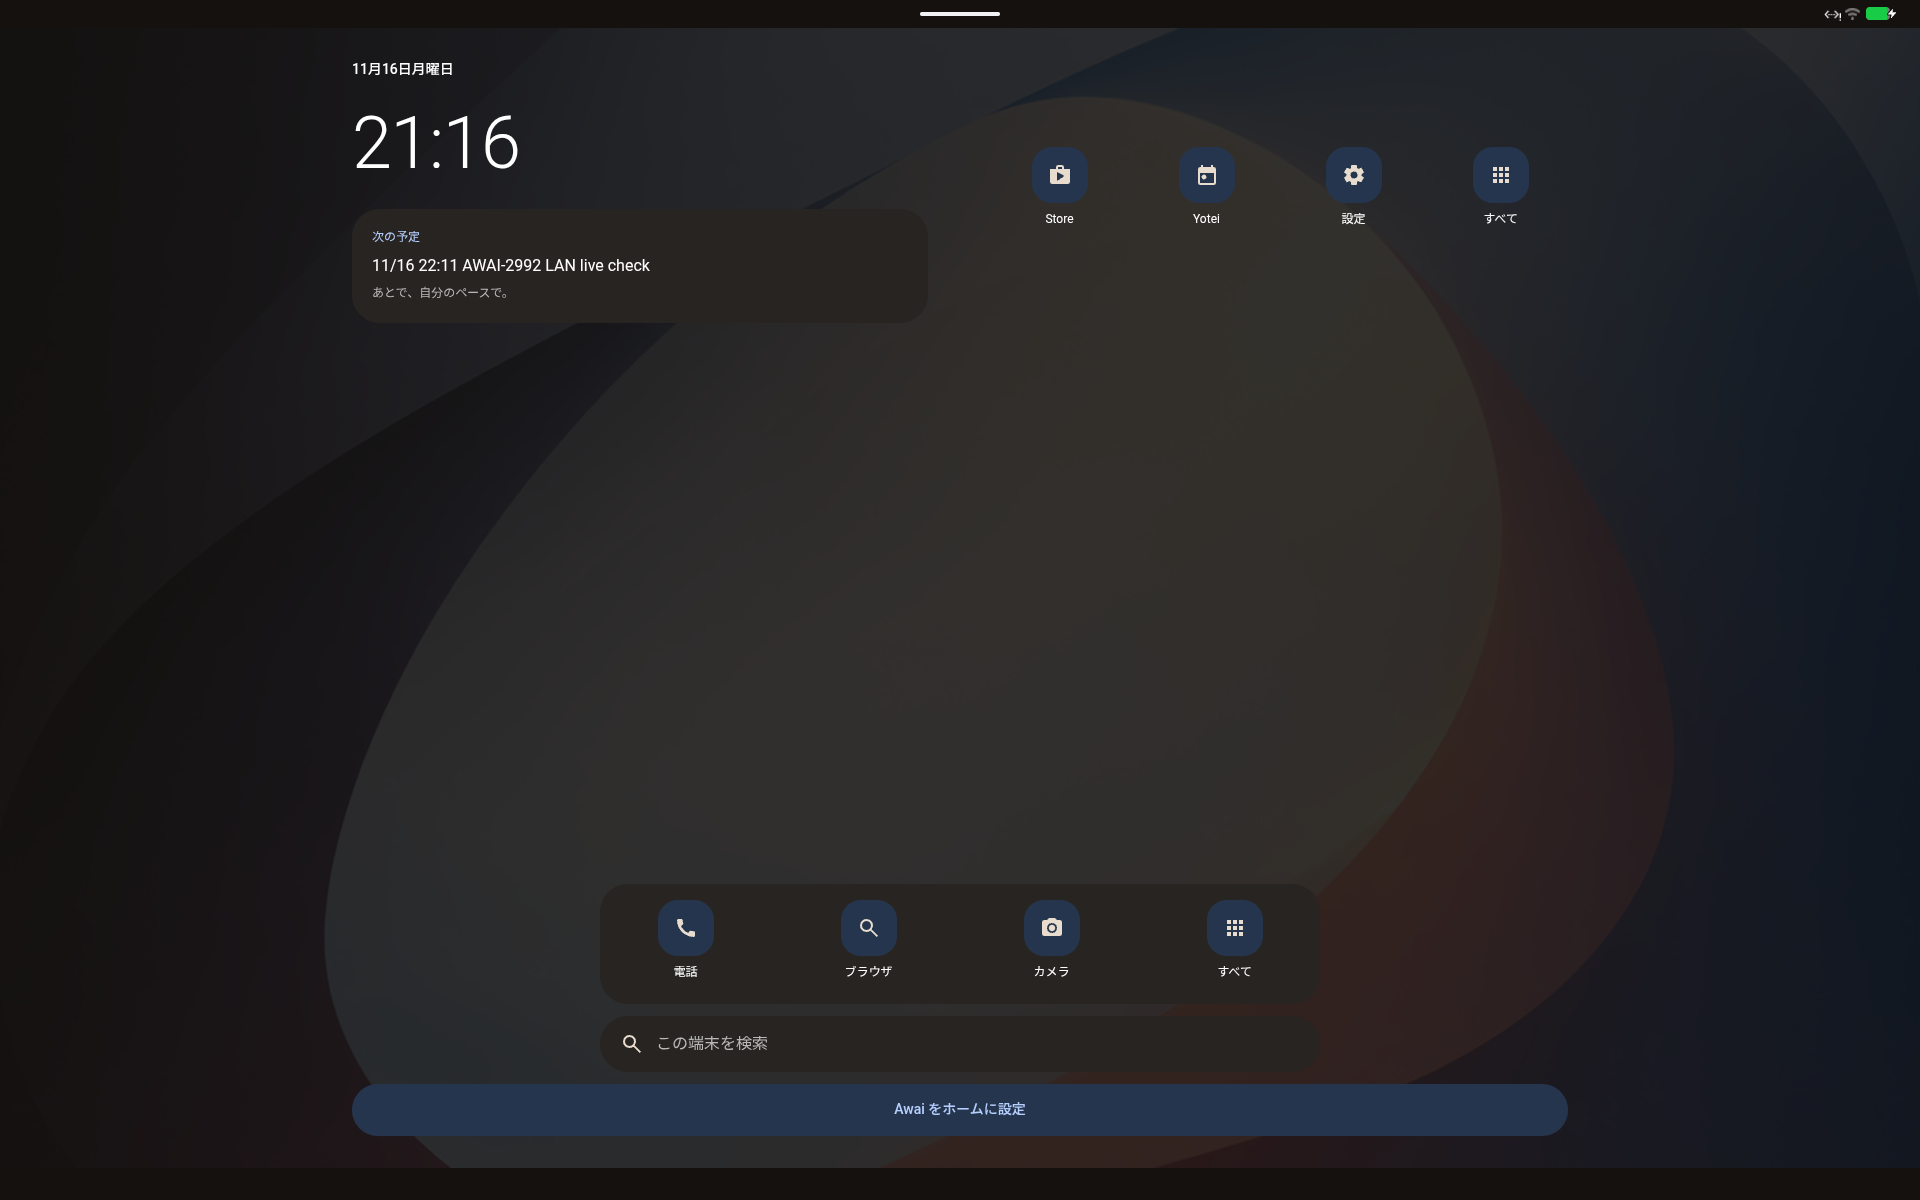 11月16日月曜日
21:16
次の予定
11/16 22:11 AWAI-2992 LAN live check
あとで、自分のペースで。
Store
Yotei
設定
すべて
電話
ブラウザ
カメラ
すべて
この端末を検索
Awai をホームに設定